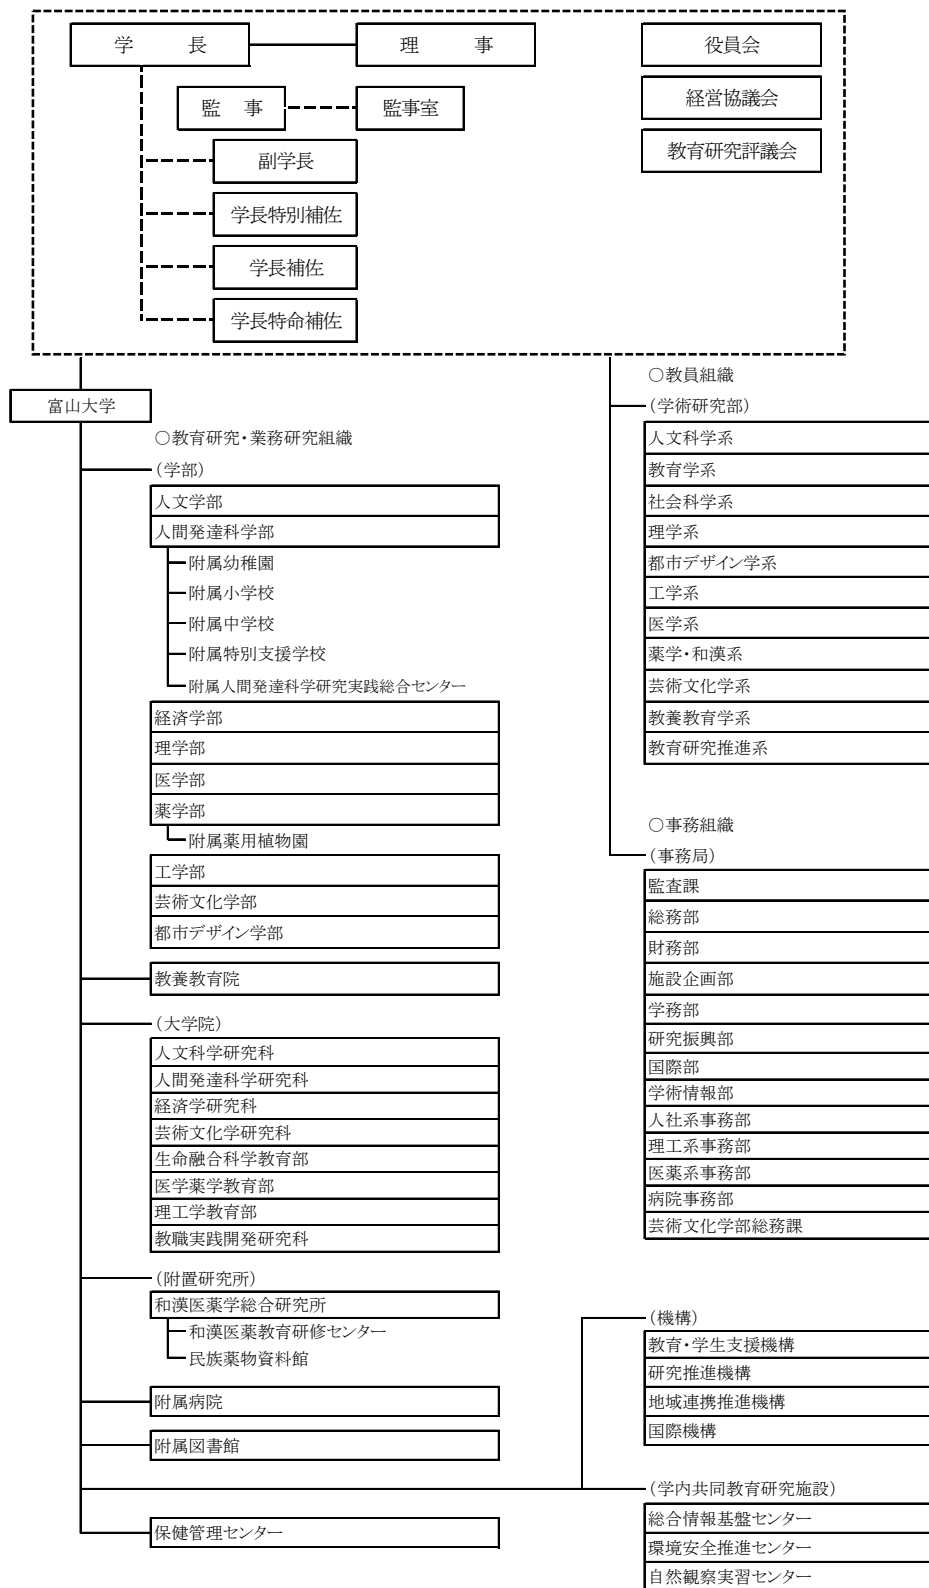 学　　長
理　　事
役員会
経営協議会
教育研究評議会
監　事
監事室
副学長
学長特別補佐
学長補佐
学長特命補佐
富山大学
○教育研究・業務研究組織
(学部)
人文学部
人間発達科学部
附属幼稚園
附属小学校
附属中学校
附属特別支援学校
附属人間発達科学研究実践総合センター
経済学部
理学部
医学部
薬学部
附属薬用植物園
工学部
芸術文化学部
都市デザイン学部
教養教育院
(大学院)
人文科学研究科
人間発達科学研究科
経済学研究科
芸術文化学研究科
生命融合科学教育部
医学薬学教育部
理工学教育部
教職実践開発研究科
(附置研究所)
和漢医薬学総合研究所
和漢医薬教育研修センター
民族薬物資料館
附属病院
附属図書館
保健管理センター
○教員組織
(学術研究部)
人文科学系
教育学系
社会科学系
理学系
都市デザイン学系
工学系
医学系
薬学・和漢系
芸術文化学系
教養教育学系
教育研究推進系
○事務組織
(事務局)
監査課
総務部
財務部
施設企画部
学務部
研究振興部
国際部
学術情報部
人社系事務部
理工系事務部
医薬系事務部
病院事務部
芸術文化学部総務課
(機構)
教育・学生支援機構
研究推進機構
地域連携推進機構
国際機構
(学内共同教育研究施設)
総合情報基盤センター
環境安全推進センター
自然観察実習センター